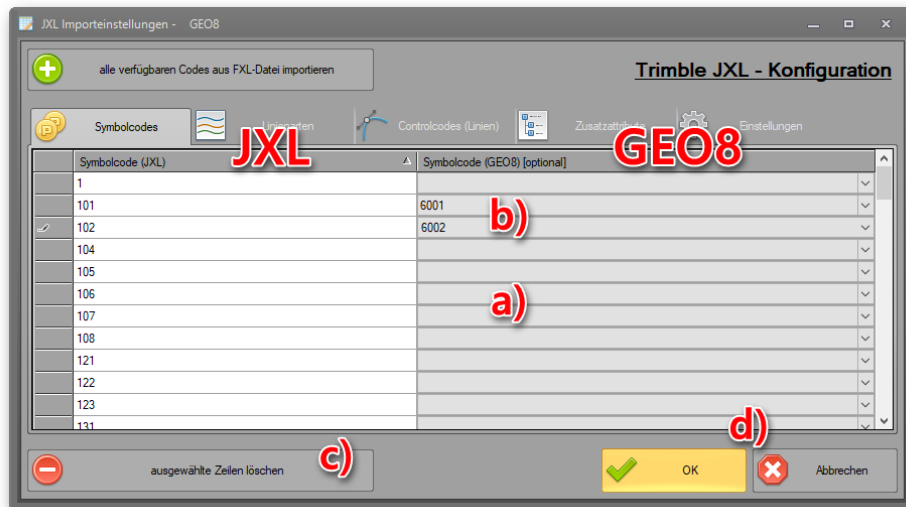 JXL Importeinstellungen - GEO8
alle verfügbaren Codes aus FXL-Datei importieren
Trimble JXL - Konfiguration
Symbolcodes
Linienarten
Controlcodes (Linien)
Zusatzattribute
Einstellungen
JXL
GEO8
Symbolcode (JXL)
Symbolcode (GEO8) [optional]
1
101 6001
b)
102 6002
104
105
106
a)
107
108
121
122
123
131
d)
ausgewählte Zeilen löschen
c)
OK
Abbrechen